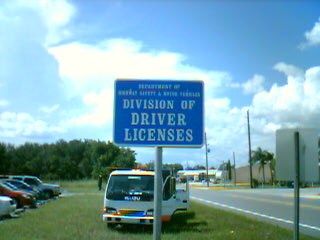 DEPARTMENT OF
HIGHWAY SAFETY & MOTOR VEHICLES
DIVISION OF
DRIVER
LICENSES
ISUZU